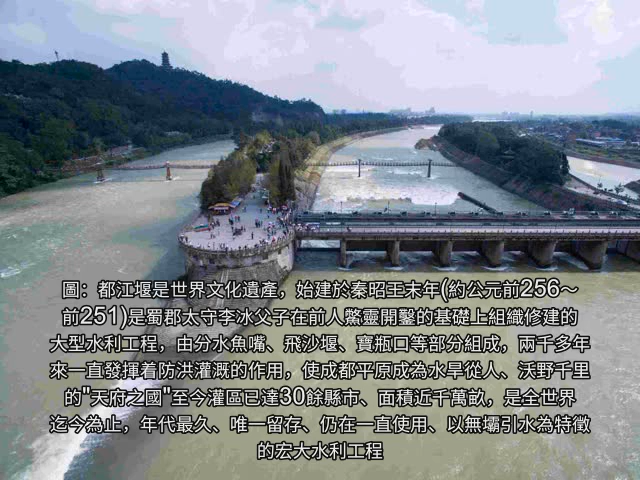 圖：都江堰是世界文化遺產，始建於秦昭王末年(約公元前256～
前251)是蜀郡太守李冰父子在前人鱉靈開鑿的基礎上組織修建的
大型水利工程，由分水魚嘴、飛沙堰、寶瓶口等部分組成，兩千多年
來一直發揮着防洪灌溉的作用，使成都平原成為水旱從人、沃野千里
的"天府之國"至今灌區已達30餘縣市、面積近千萬畝，是全世界
迄今為止，年代最久、唯一留存、仍在一直使用、以無壩引水為特徵
的宏大水利工程